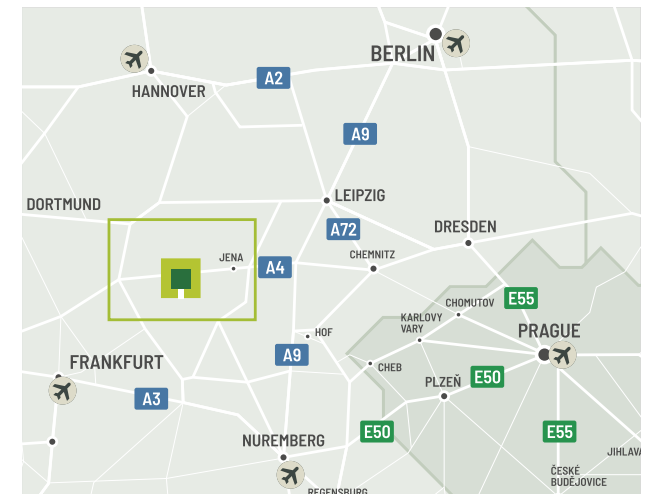 BERLIN
A2
HANNOVER
A9
LEIPZIG
DORTMUND
A72
DRESDEN
JENA
A4
CHEMNITZ
E55
CHOMUTOV
KARLOVY
VARY
PRAGUE
HOF
A9
FRANKFURT
CHEB
PLZEŇ
E50
A3
E50
E55
NUREMBERG
JIHLAVA
ČESKÉ
BUDĚJOVICE
REGENSBURG